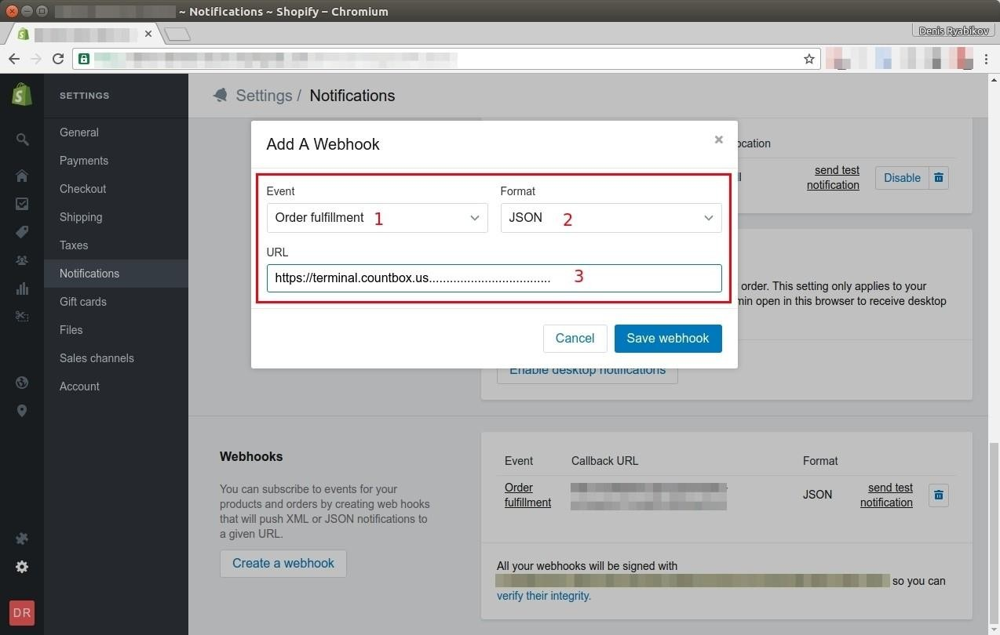 ~ Notifications ~ Shopify – Chromium
Denis Ryabikov
SETTINGS
General
Payments
Checkout
Shipping
Taxes
Notifications
Gift cards
Files
Sales channels
Account
DR
Settings / Notifications
ocation
ll
send test
notification
Disable
Add A Webhook
×
Event
Format
Order fulfillment 1
JSON 2
URL
https://terminal.countbox.us................................... 3
Cancel
Save webhook
order. This setting only applies to your
min open in this browser to receive desktop
Enable desktop notifications
Webhooks
You can subscribe to events for your
products and orders by creating web hooks
that will push XML or JSON notifications to
a given URL.
Create a webhook
Event Callback URL Format
Order
fulfillment
JSON
send test
notification
All your webhooks will be signed with
so you can
verify their integrity.